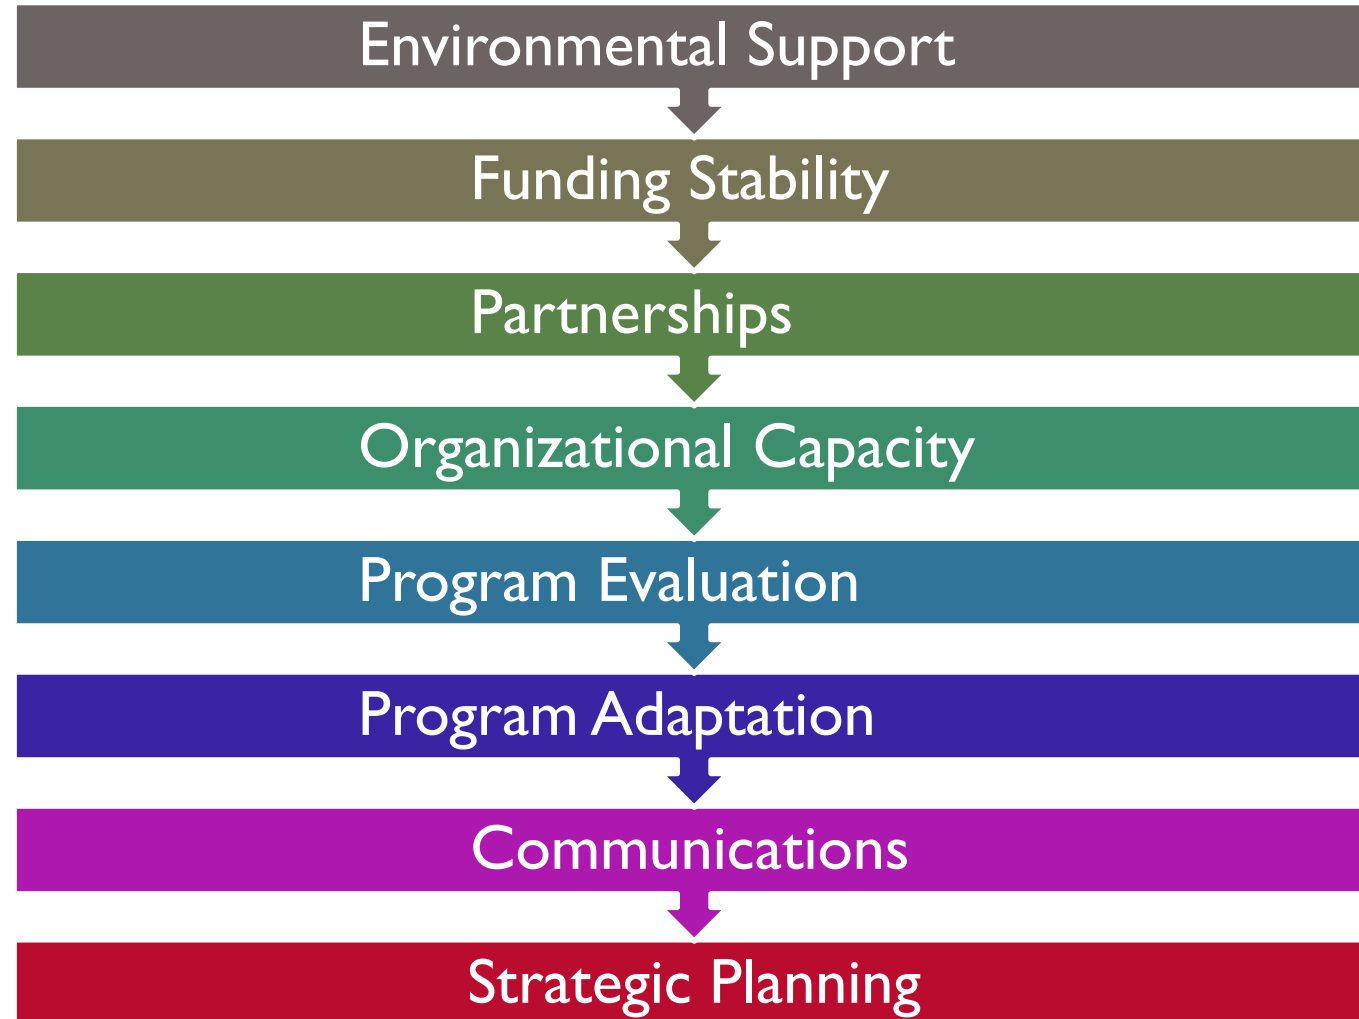 Environmental Support
Funding Stability
Partnerships
Organizational Capacity
Program Evaluation
Program Adaptation
Communications
Strategic Planning